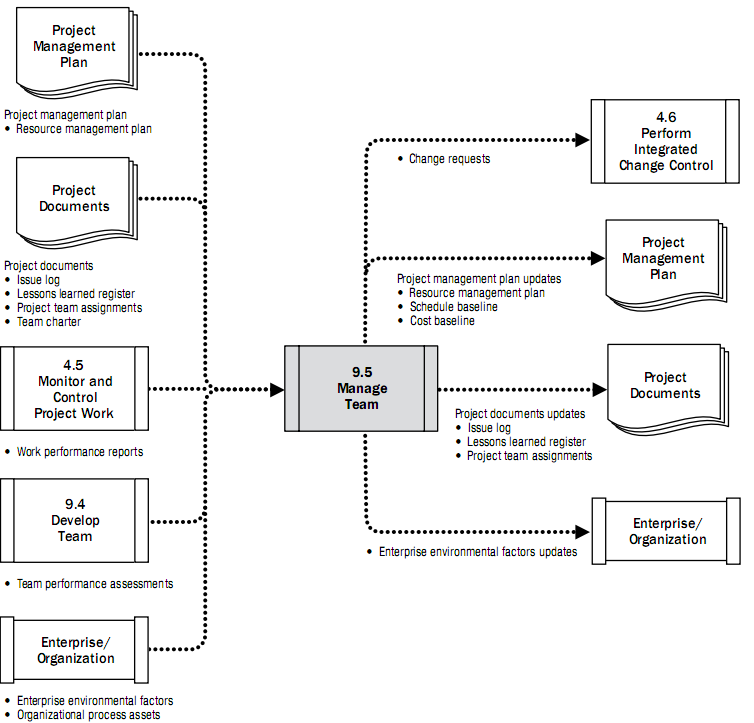 Project
Management
Plan
Project management plan
• Resource management plan
Project
Documents
Project documents
• Issue log
• Lessons learned register
• Project team assignments
• Team charter
4.5
Monitor and
Control
Project Work
• Work performance reports
9.4
Develop
Team
• Team performance assessments
Enterprise/
Organization
• Enterprise environmental factors
• Organizational process assets
9.5
Manage
Team
• Change requests
4.6
Perform
Integrated
Change Control
Project management plan updates
• Resource management plan
• Schedule baseline
• Cost baseline
Project
Management
Plan
Project documents updates
• Issue log
• Lessons learned register
• Project team assignments
Project
Documents
• Enterprise environmental factors updates
Enterprise/
Organization